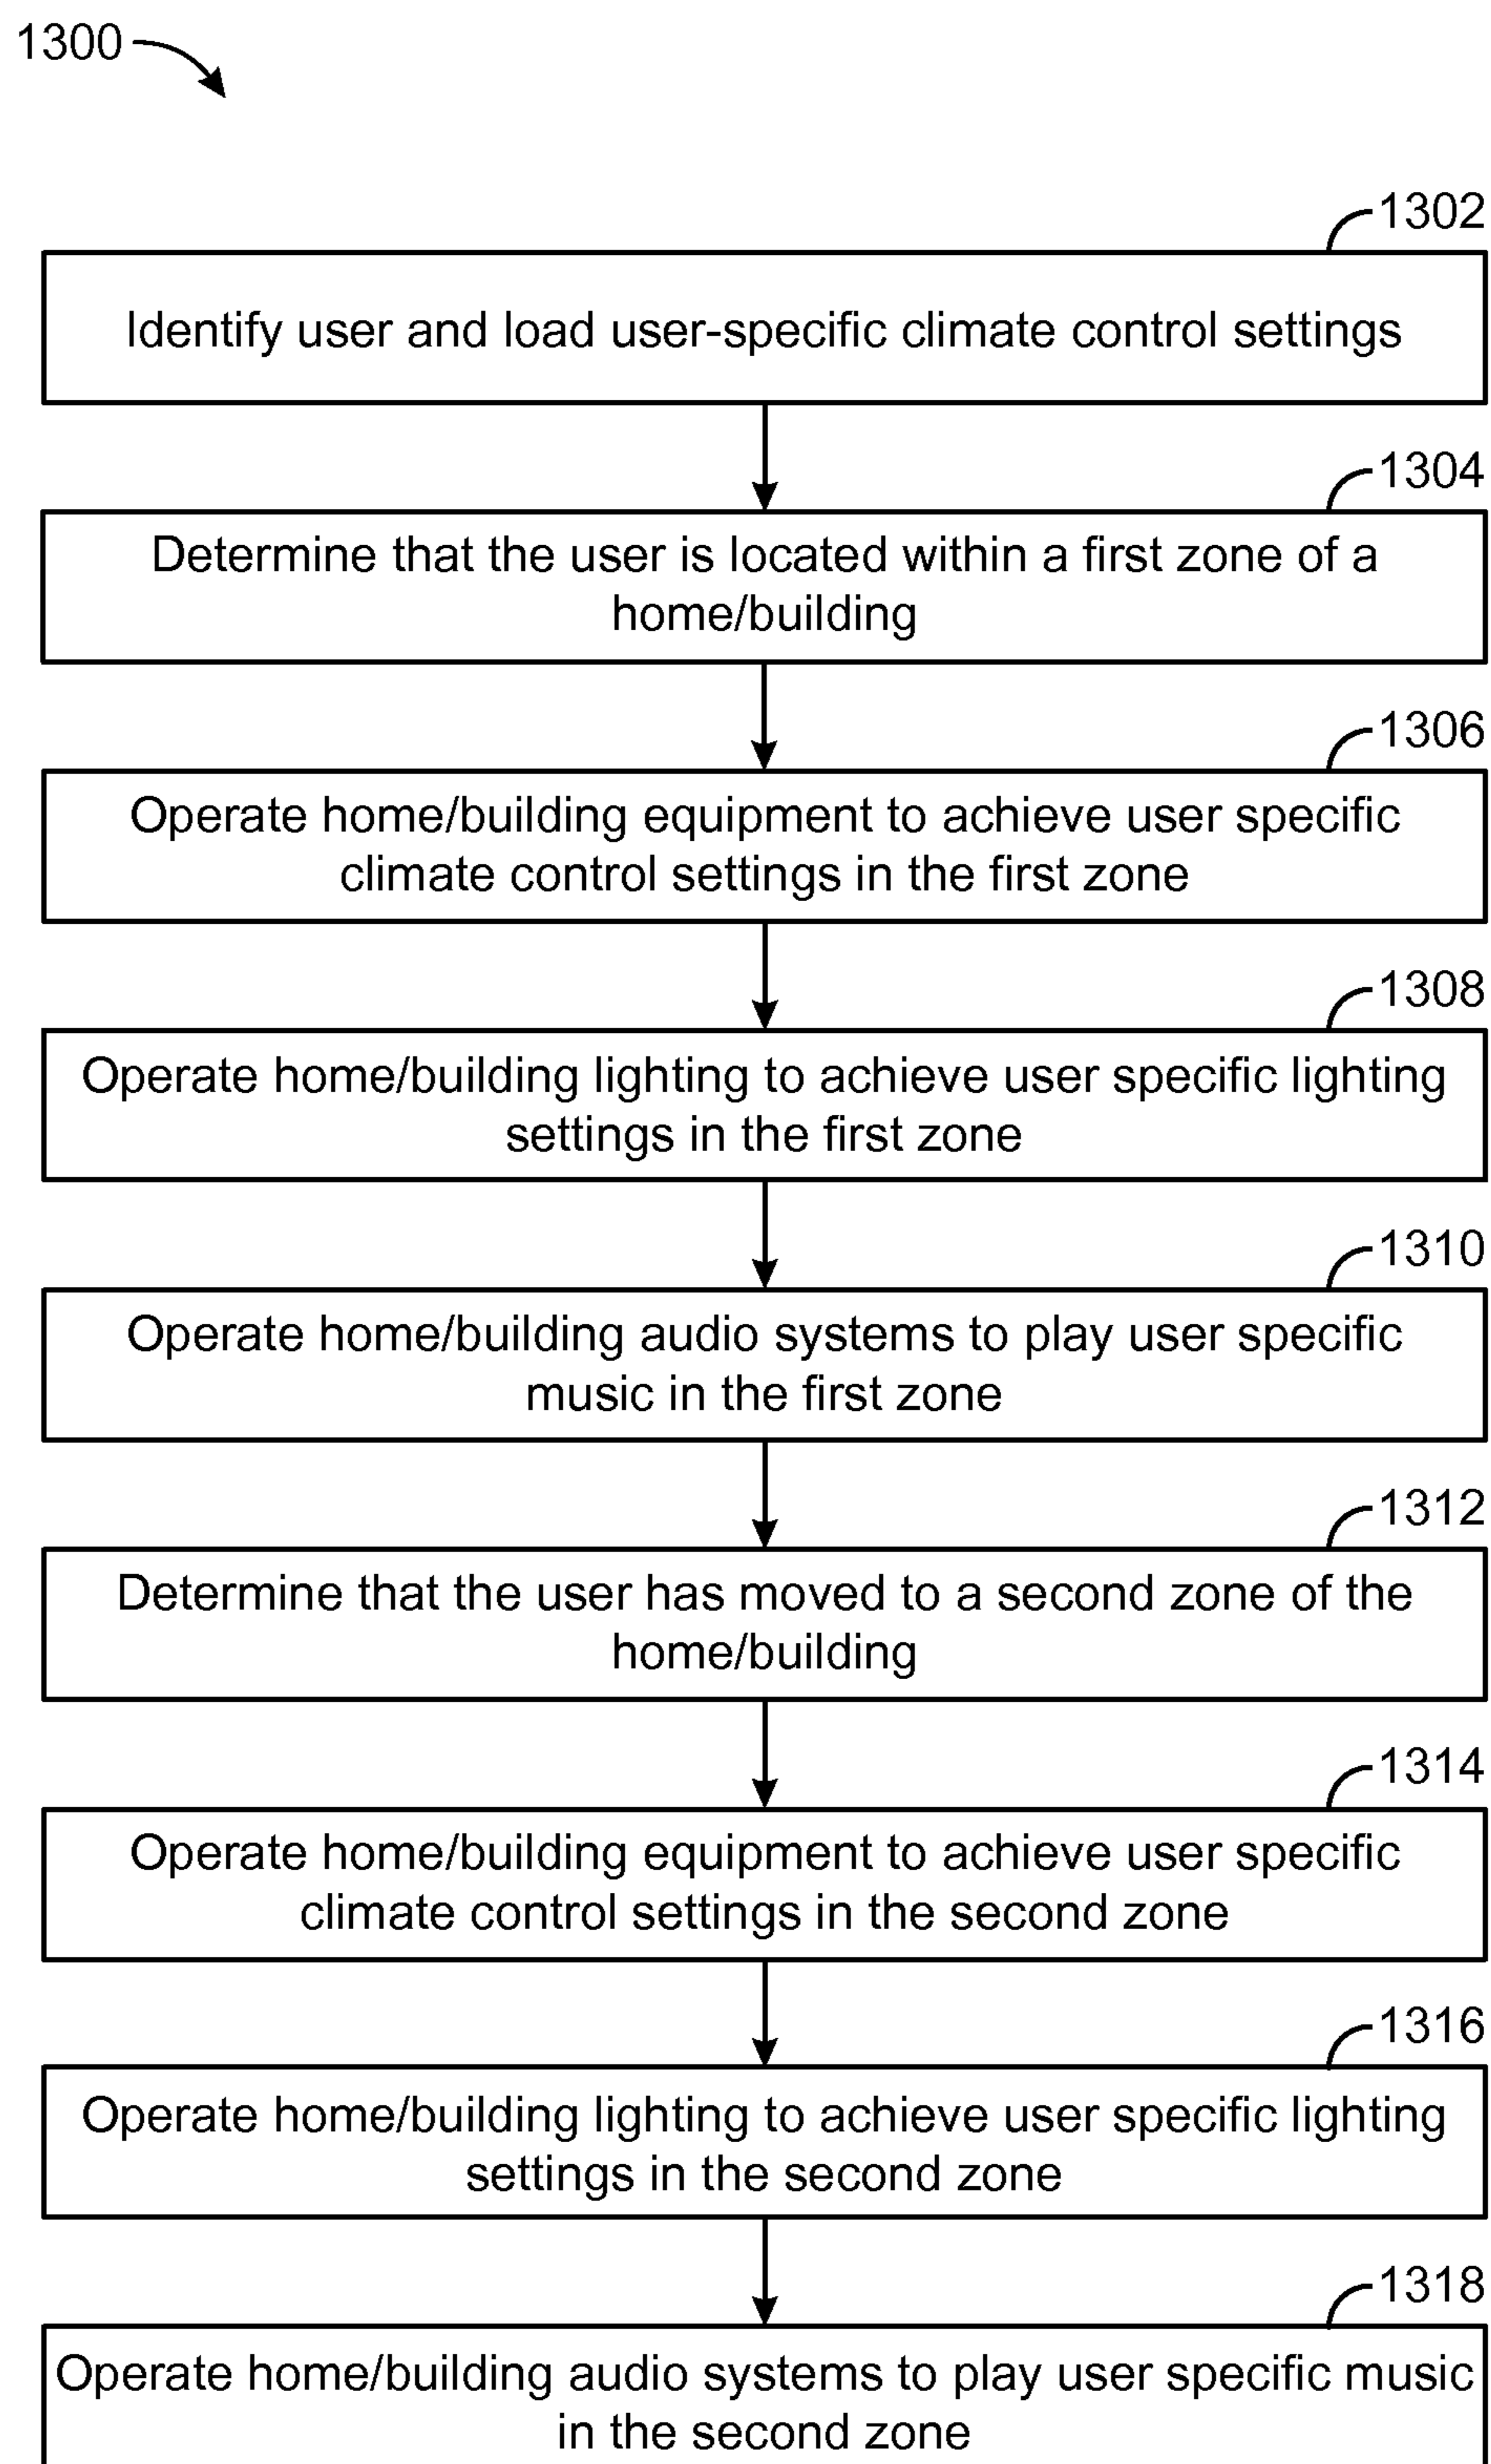 1300
1302
Identify user and load user-specific climate control settings
1304
Determine that the user is located within a first zone of a
home/building
1306
Operate home/building equipment to achieve user specific
climate control settings in the first zone
1308
Operate home/building lighting to achieve user specific lighting
settings in the first zone
1310
Operate home/building audio systems to play user specific
music in the first zone
1312
Determine that the user has moved to a second zone of the
home/building
1314
Operate home/building equipment to achieve user specific
climate control settings in the second zone
1316
Operate home/building lighting to achieve user specific lighting
settings in the second zone
1318
Operate home/building audio systems to play user specific music
in the second zone